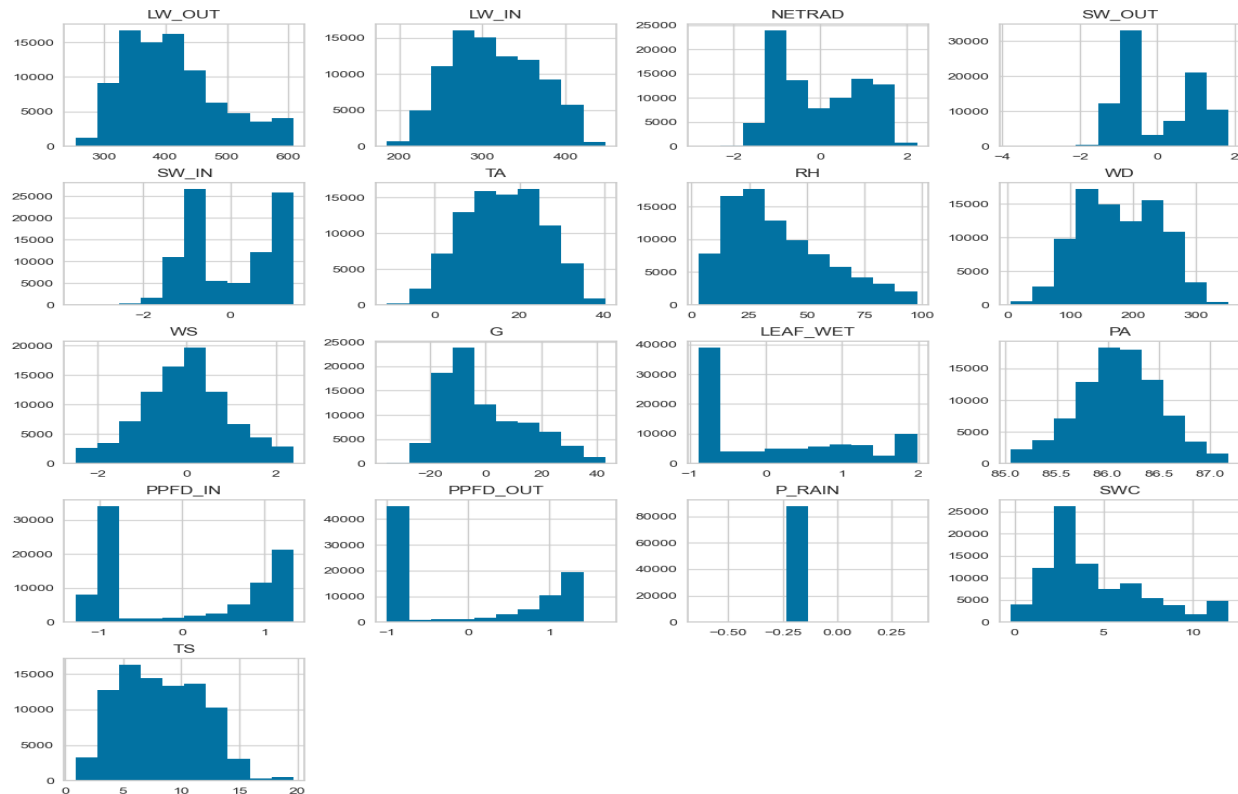 LW_OUT LW_IN NETRAD SW_OUT
15000 10000 5000 0 300 400 500 600
15000 10000 5000 0 200 300 400
25000 20000 15000 10000 5000 0 −2 0 2
30000 20000 10000 0 −4 −2 0 2
SW_IN TA RH WD
25000 20000 15000 10000 5000 0 −2 0
15000 10000 5000 0 0 20 40
15000 10000 5000 0 0 25 50 75 100
15000 10000 5000 0 0 100 200 300
WS G LEAF_WET PA
20000 15000 10000 5000 0 −2 0 2
25000 20000 15000 10000 5000 0 −20 0 20 40
40000 30000 20000 10000 0 −1 0 1 2
20000 15000 10000 5000 0 85.0 85.5 86.0 86.5 87.0
PPFD_IN PPFD_OUT P_RAIN SWC
30000 20000 10000 0 −1 0 1
40000 30000 20000 10000 0 −1 0 1
80000 60000 40000 20000 0 −0.50 −0.25 0.00 0.25
25000 20000 15000 10000 5000 0 0 5 10
TS
15000 10000 5000 0 0 5 10 15 20